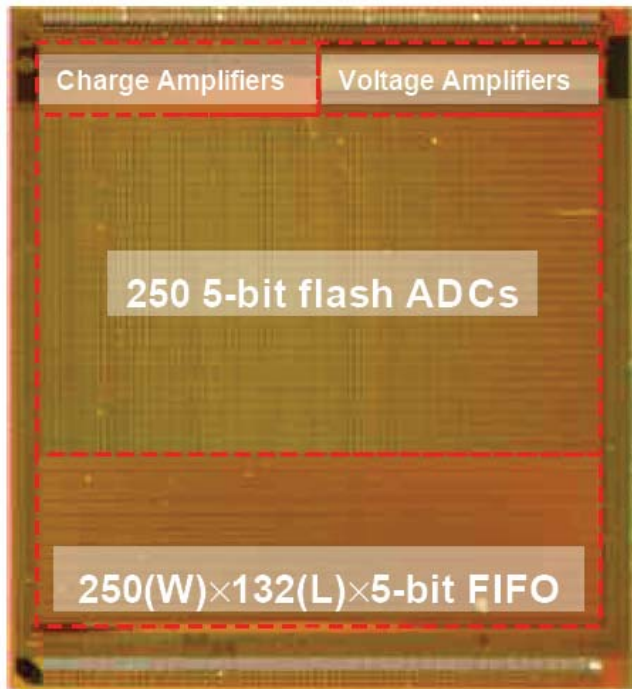 Charge Amplifiers
Voltage Amplifiers
250 5-bit flash ADCs
250(W)×132(L)×5-bit FIFO